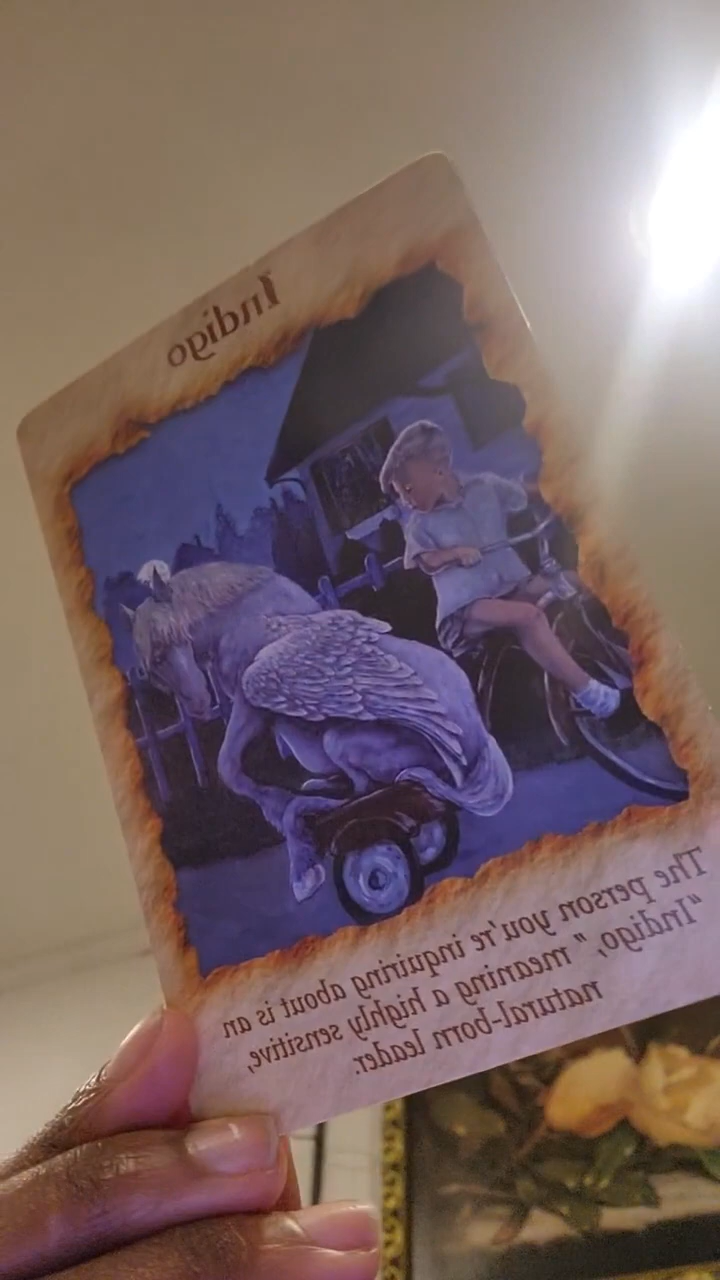 Indigo
The person you're inquiring about is an
"Indigo," meaning a highly sensitive,
natural-born leader.